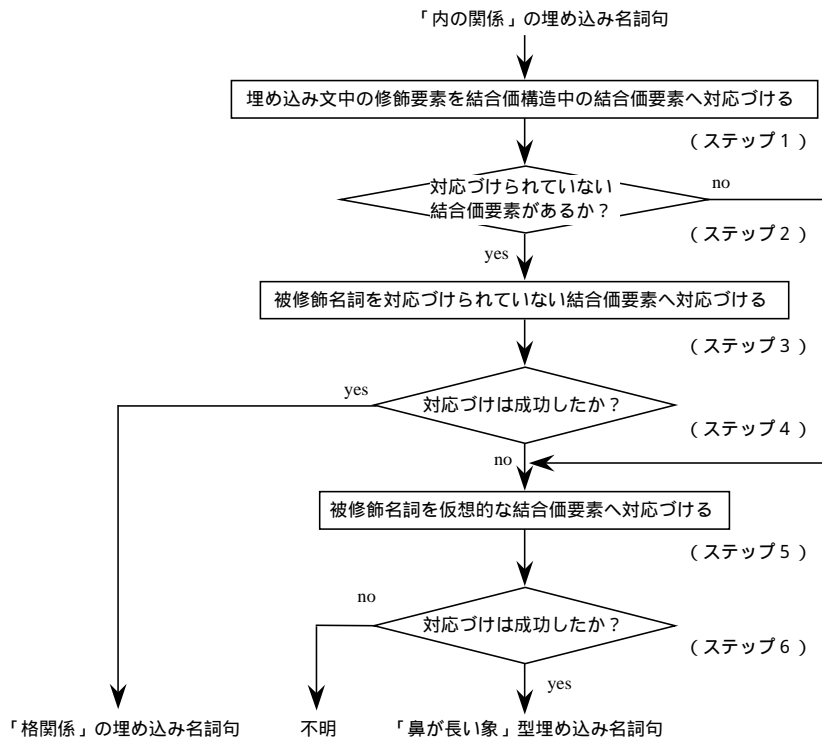 「内の関係」の埋め込み名詞句
埋め込み文中の修飾要素を結合価構造中の結合価要素へ対応づける
(ステップ1)
対応づけられていない
結合価要素があるか?
no
(ステップ2)
yes
被修飾名詞を対応づけられていない結合価要素へ対応づける
(ステップ3)
yes
対応づけは成功したか?
(ステップ4)
no
被修飾名詞を仮想的な結合価要素へ対応づける
(ステップ5)
no
対応づけは成功したか?
(ステップ6)
yes
「格関係」の埋め込み名詞句
不明
「鼻が長い象」型埋め込み名詞句